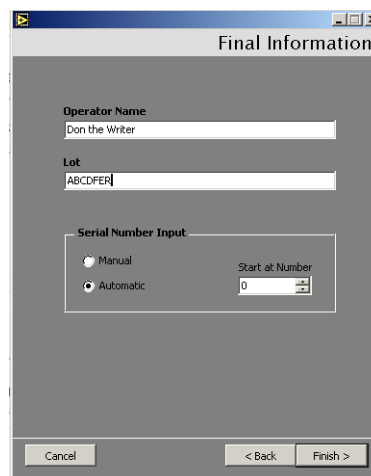 Final Information
Operator Name
Don the Writer
Lot
ABCDFER
Serial Number Input
Manual
Start at Number
Automatic
0
Cancel
< Back
Finish >